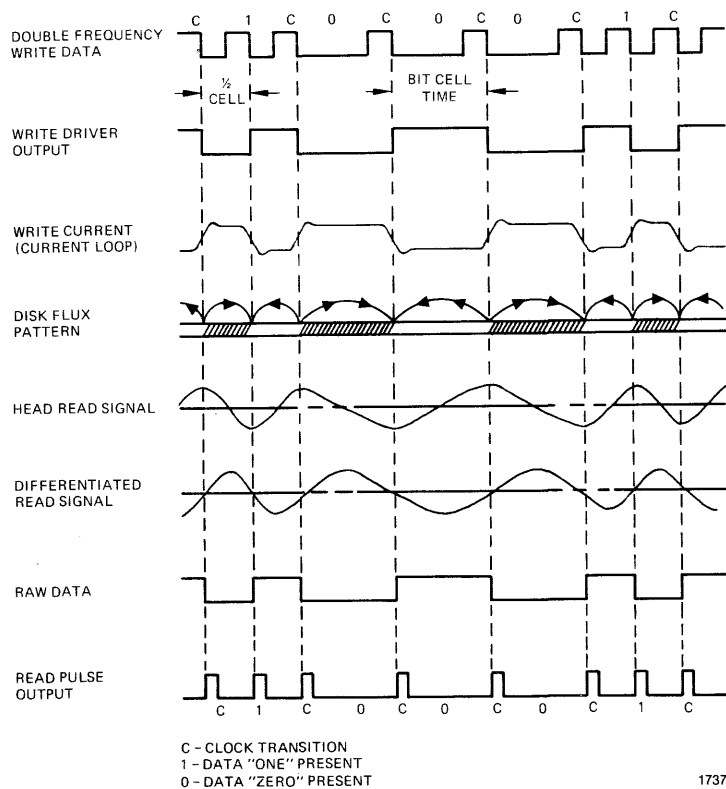 C 1 C 0 C 0 C 0 C 1 C
DOUBLE FREQUENCY
WRITE DATA
½
CELL
BIT CELL
TIME
WRITE DRIVER
OUTPUT
WRITE CURRENT
(CURRENT LOOP)
DISK FLUX
PATTERN
HEAD READ SIGNAL
DIFFERENTIATED
READ SIGNAL
RAW DATA
READ PULSE
OUTPUT
C 1 C 0 C 0 C 0 C 1 C
C – CLOCK TRANSITION
1 – DATA "ONE" PRESENT
0 – DATA "ZERO" PRESENT
1737